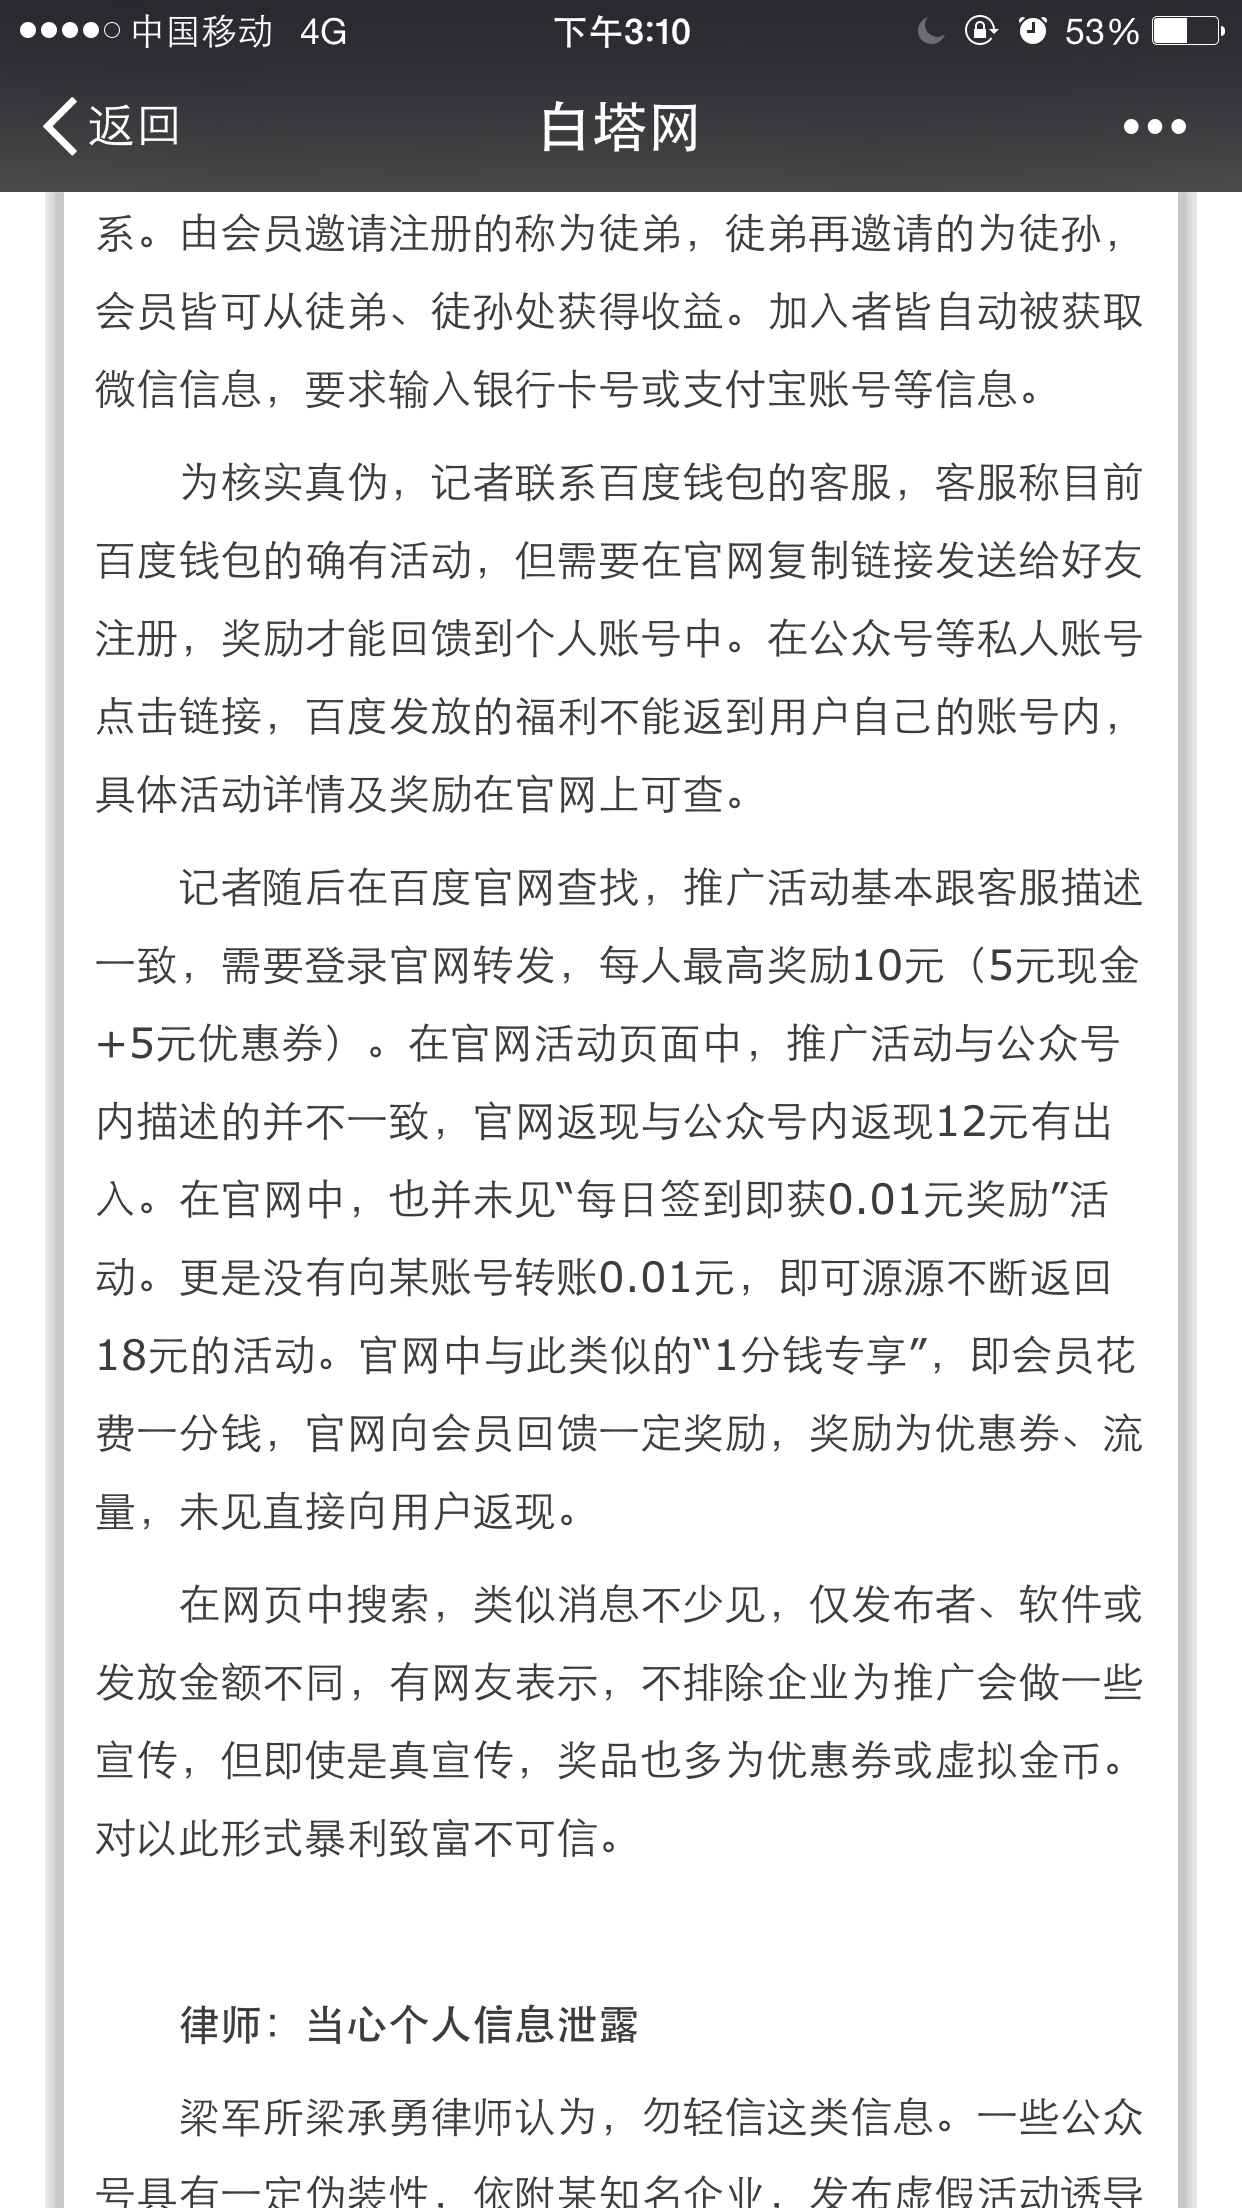 中国移动 4G 下午3:10 53%
返回 白塔网
系。由会员邀请注册的称为徒弟，徒弟再邀请的为徒孙，
会员皆可从徒弟、徒孙处获得收益。加入者皆自动被获取
微信信息，要求输入银行卡号或支付宝账号等信息。
为核实真伪，记者联系百度钱包的客服，客服称目前
百度钱包的确有活动，但需要在官网复制链接发送给好友
注册，奖励才能回馈到个人账号中。在公众号等私人账号
点击链接，百度发放的福利不能返到用户自己的账号内，
具体活动详情及奖励在官网上可查。
记者随后在百度官网查找，推广活动基本跟客服描述
一致，需要登录官网转发，每人最高奖励10元（5元现金
+5元优惠券）。在官网活动页面中，推广活动与公众号
内描述的并不一致，官网返现与公众号内返现12元有出
入。在官网中，也并未见“每日签到即获0.01元奖励”活
动。更是没有向某账号转账0.01元，即可源源不断返回
18元的活动。官网中与此类似的“1分钱专享”，即会员花
费一分钱，官网向会员回馈一定奖励，奖励为优惠券、流
量，未见直接向用户返现。
在网页中搜索，类似消息不少见，仅发布者、软件或
发放金额不同，有网友表示，不排除企业为推广会做一些
宣传，但即使是真宣传，奖品也多为优惠券或虚拟金币。
对以此形式暴利致富不可信。
律师：当心个人信息泄露
梁军所梁承勇律师认为，勿轻信这类信息。一些公众
号具有一定伪装性，依附某知名企业，发布虚假活动诱导